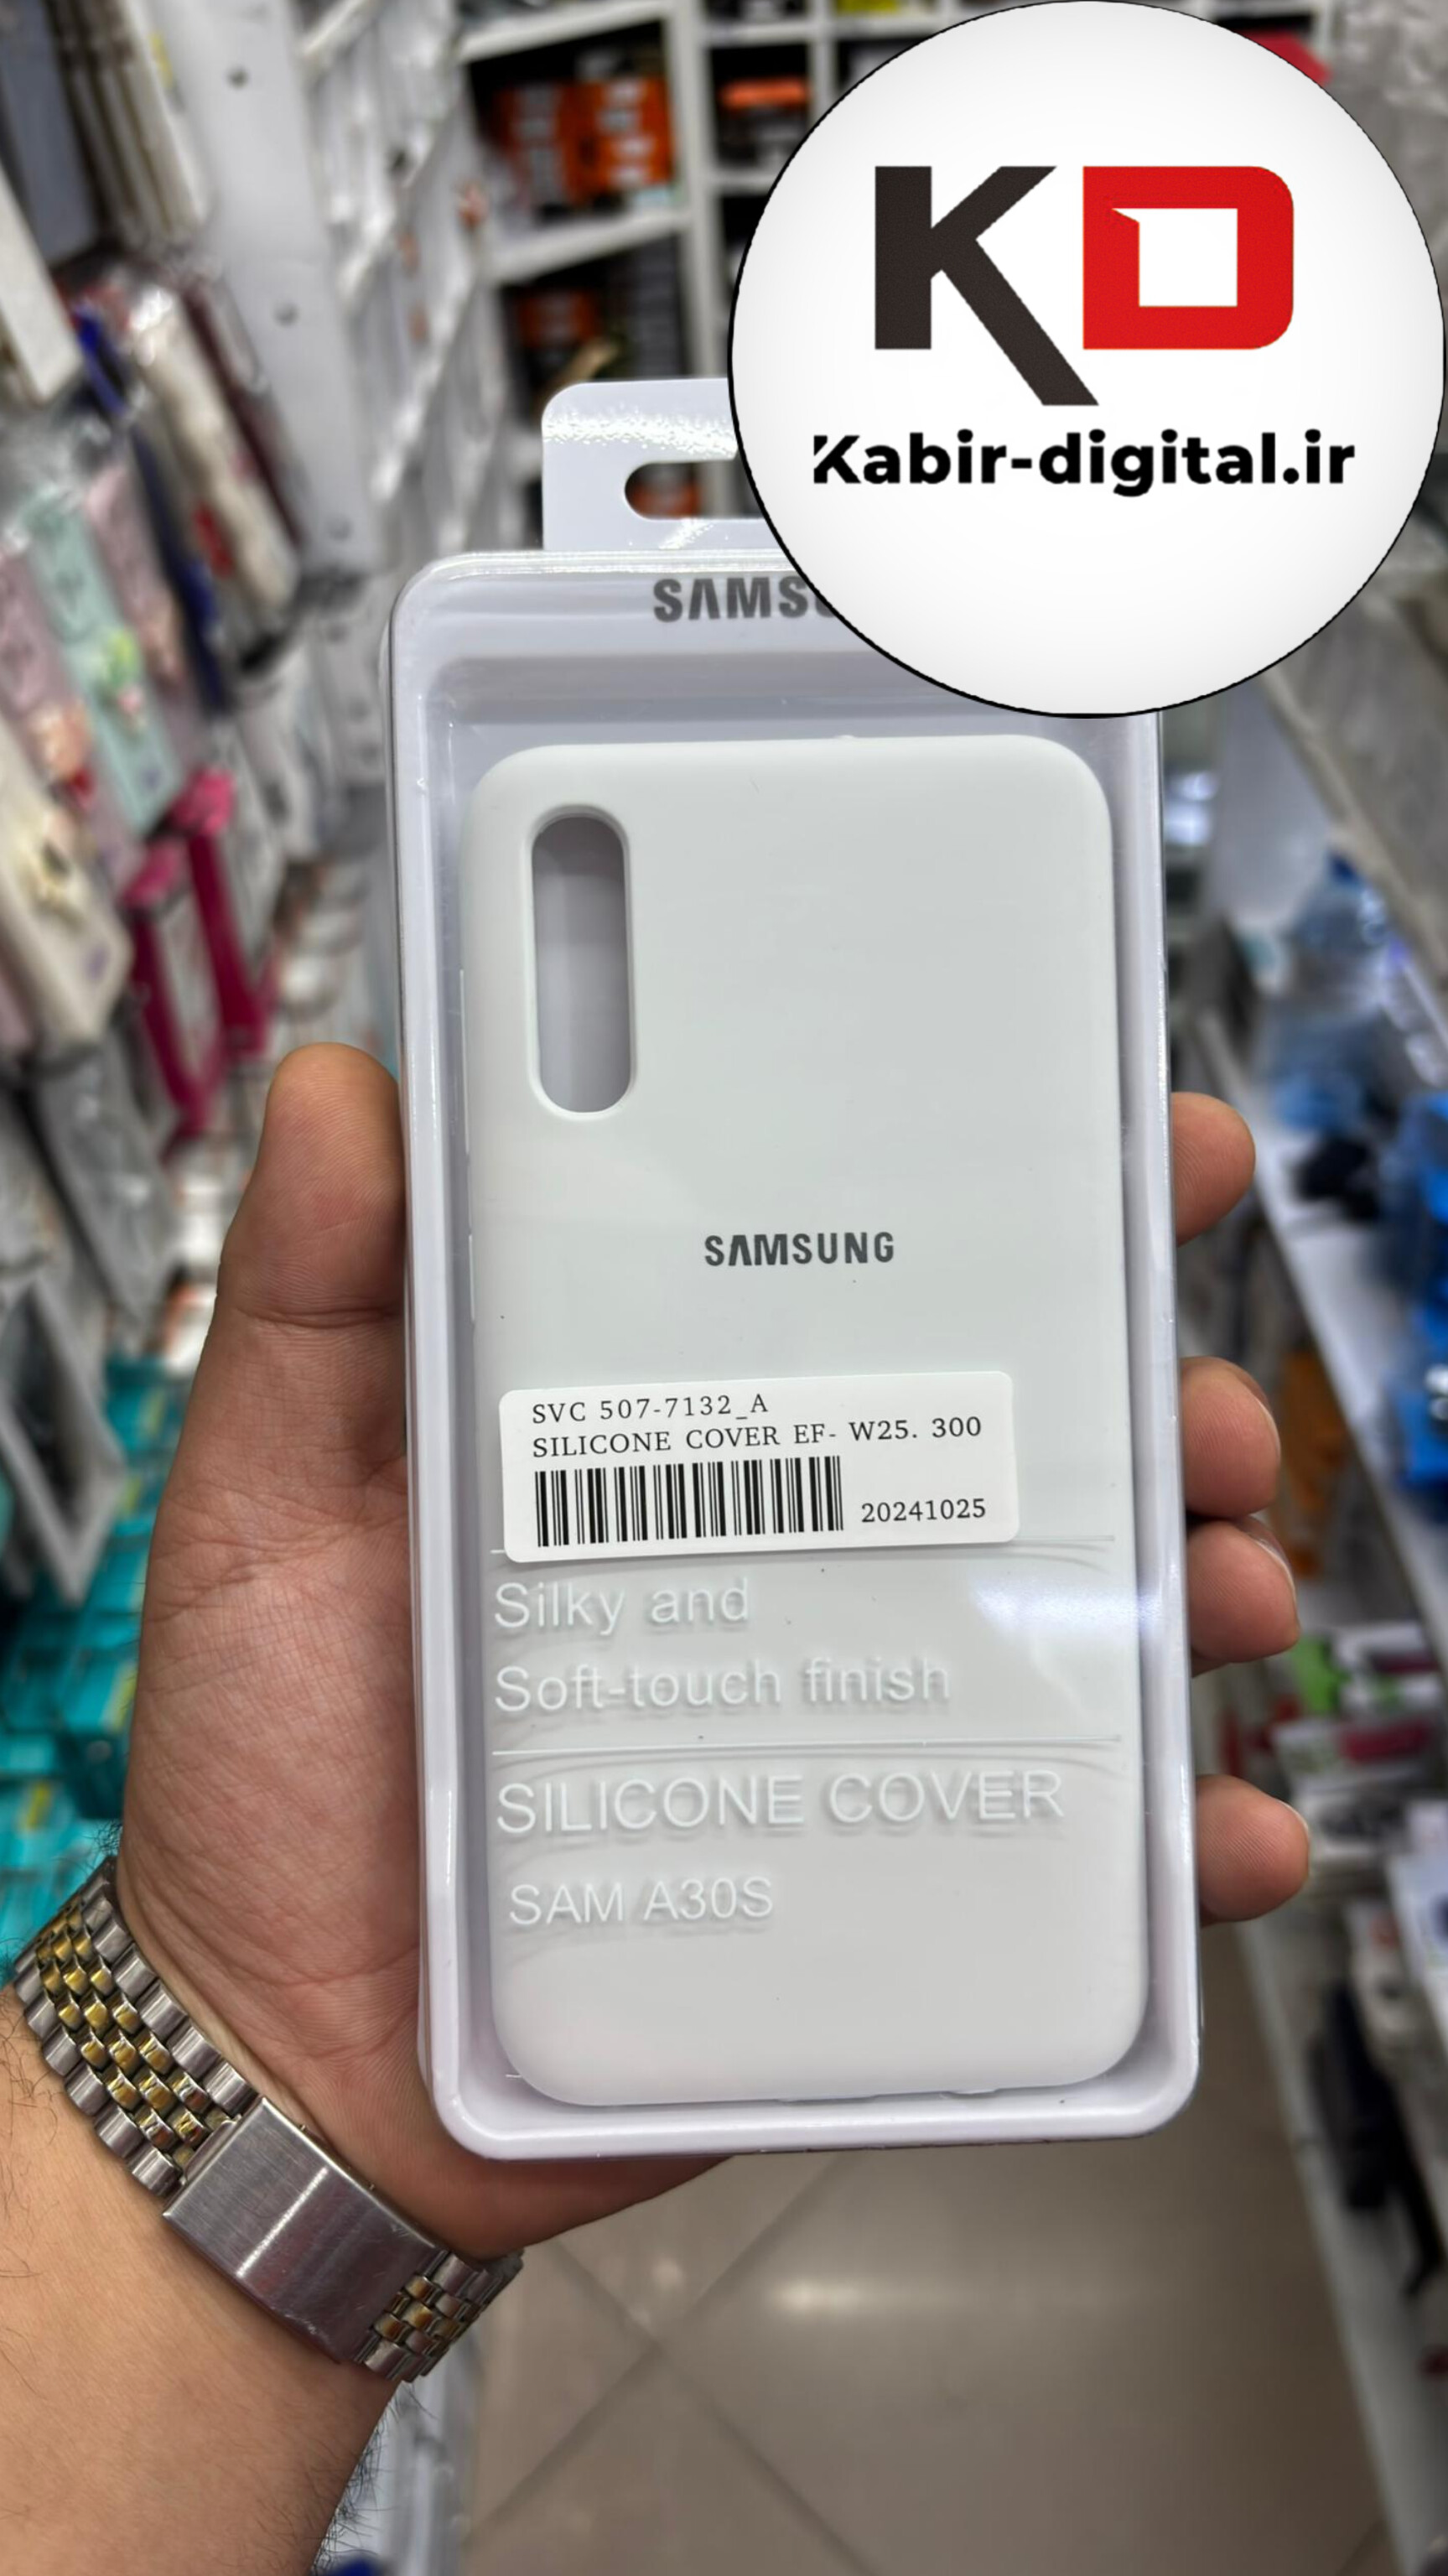 KD
Kabir-digital.ir
SAMSUNG
SVC 507-7132_A
SILICONE COVER EF- W25. 300
20241025
Silky and
Soft-touch finish
SILICONE COVER
SAM A30S